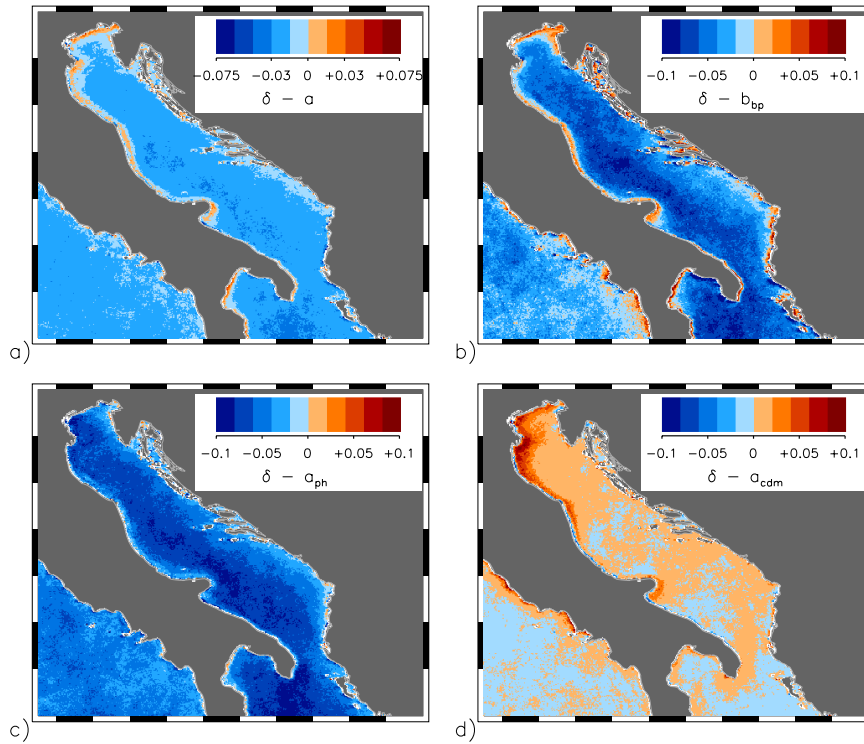 -0.075 -0.03 0 +0.03 +0.075
δ - a
a)
-0.1 -0.05 0 +0.05 +0.1
δ - b_bp
b)
-0.1 -0.05 0 +0.05 +0.1
δ - a_ph
c)
-0.1 -0.05 0 +0.05 +0.1
δ - a_cdm
d)